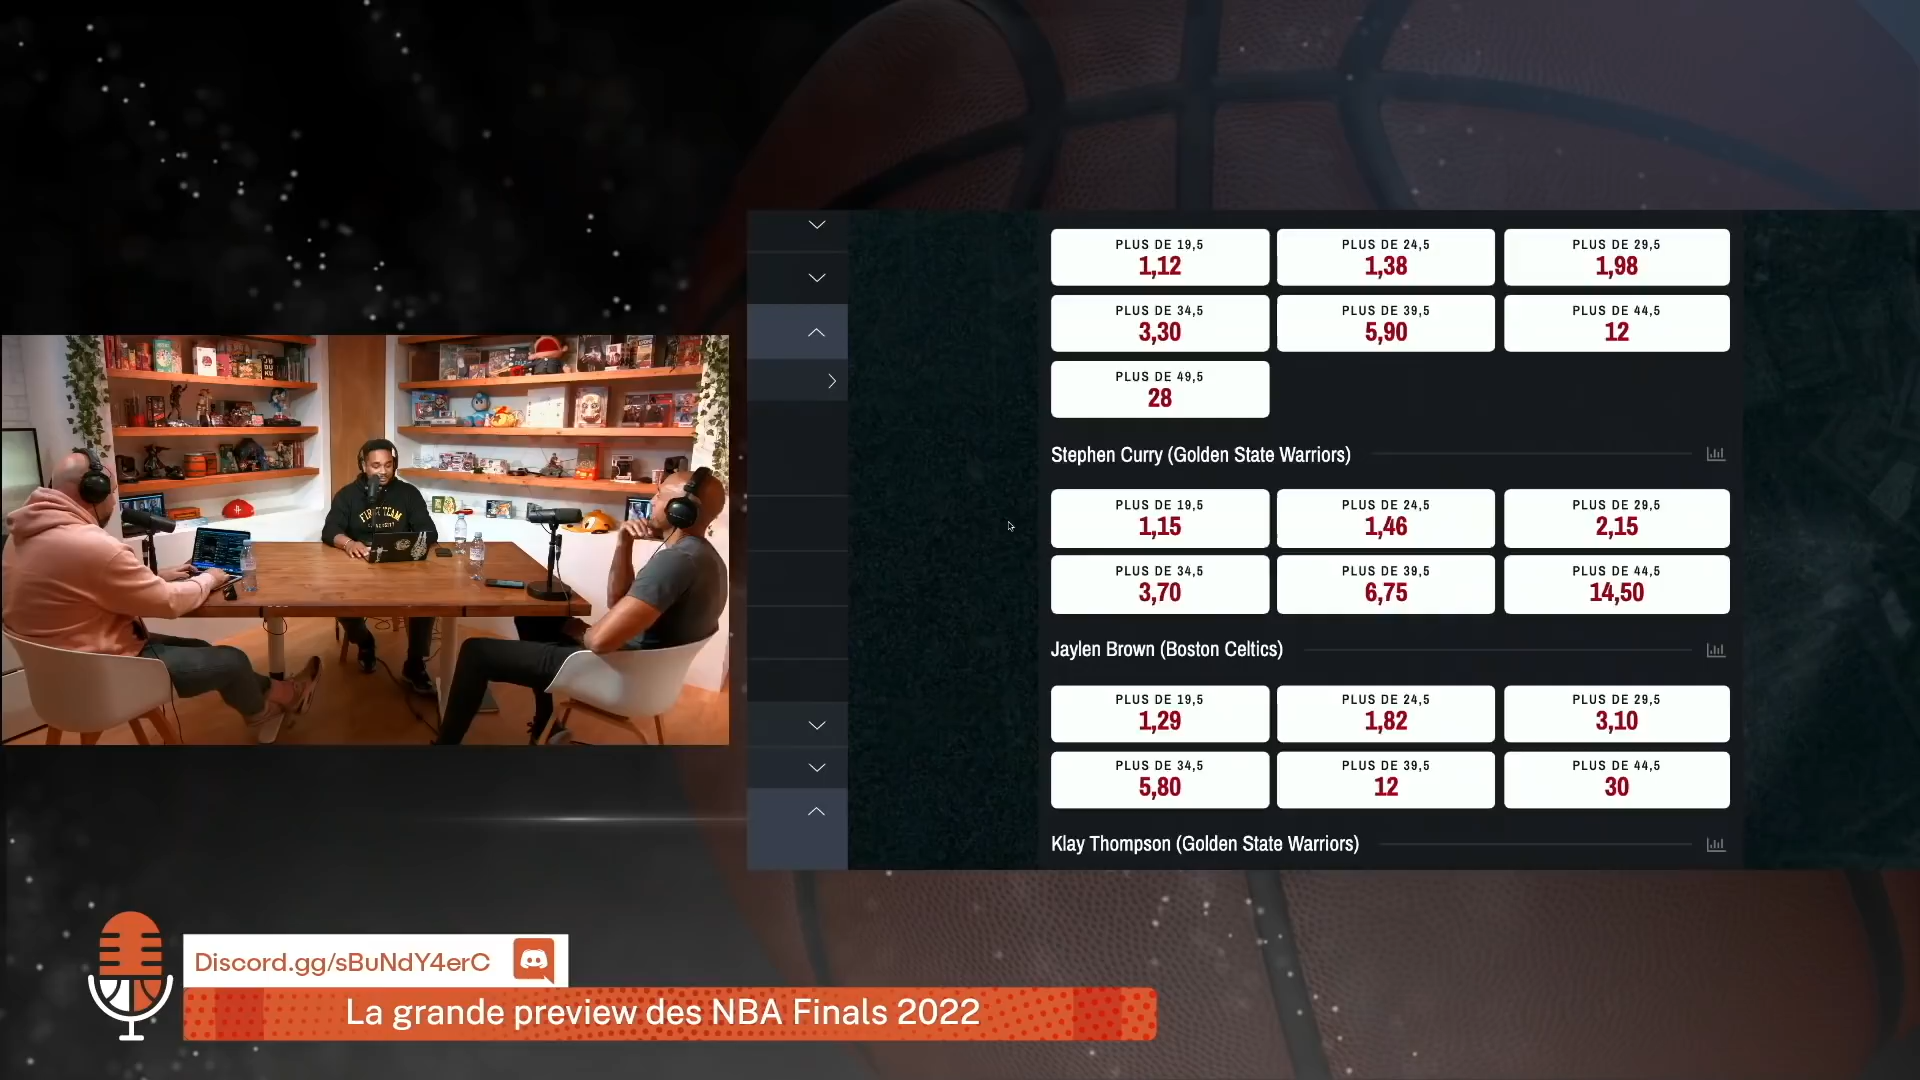 PLUS DE 19,5
1,12
PLUS DE 24,5
1,38
PLUS DE 29,5
1,98
PLUS DE 34,5
3,30
PLUS DE 39,5
5,90
PLUS DE 44,5
12
PLUS DE 49,5
28
Stephen Curry (Golden State Warriors)
PLUS DE 19,5
1,15
PLUS DE 24,5
1,46
PLUS DE 29,5
2,15
PLUS DE 34,5
3,70
PLUS DE 39,5
6,75
PLUS DE 44,5
14,50
Jaylen Brown (Boston Celtics)
PLUS DE 19,5
1,29
PLUS DE 24,5
1,82
PLUS DE 29,5
3,10
PLUS DE 34,5
5,80
PLUS DE 39,5
12
PLUS DE 44,5
30
Klay Thompson (Golden State Warriors)
FIRST TEAM
Discord.gg/sBuNdY4erC
La grande preview des NBA Finals 2022